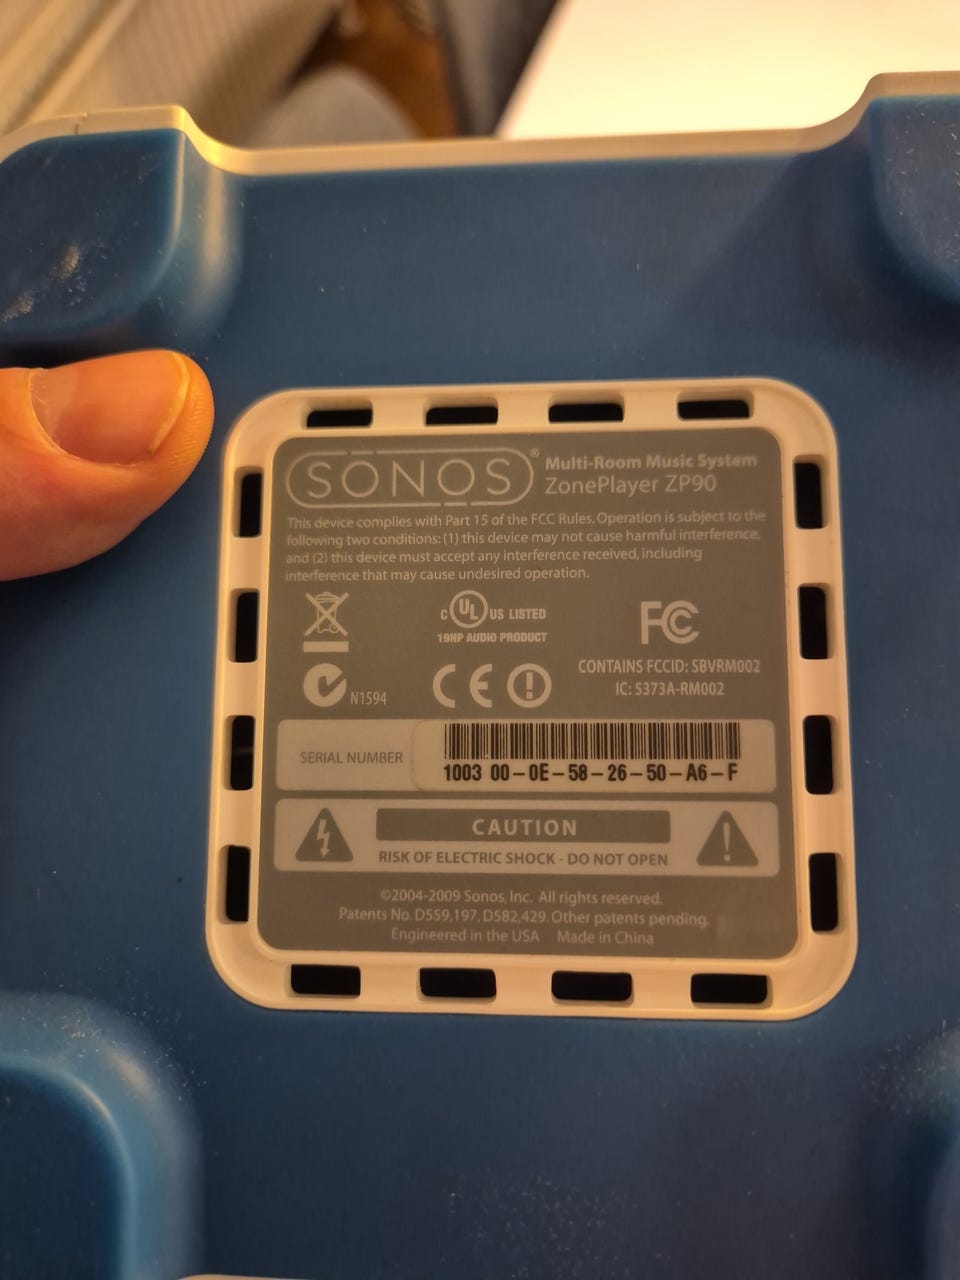 SONOS® Multi-Room Music System
ZonePlayer ZP90
This device complies with Part 15 of the FCC Rules. Operation is subject to the
following two conditions: (1) this device may not cause harmful interference,
and (2) this device must accept any interference received, including
interference that may cause undesired operation.
C UL US LISTED
19NP AUDIO PRODUCT
FC
CONTAINS FCCID: SBVRM002
IC: 5373A-RM002
N1594
CE
SERIAL NUMBER
1003 00-0E-58-26-50-A6-F
CAUTION
RISK OF ELECTRIC SHOCK - DO NOT OPEN
©2004-2009 Sonos, Inc. All rights reserved.
Patents No. D559,197, D582,429. Other patents pending.
Engineered in the USA Made in China